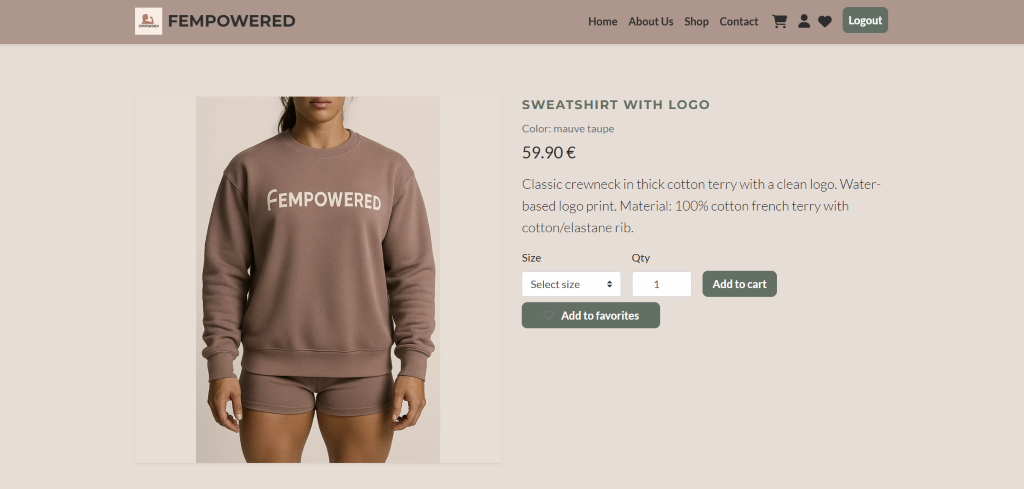 FEMPOWERED
Home About Us Shop Contact Logout
SWEATSHIRT WITH LOGO
Color: mauve taupe
59.90 €
Classic crewneck in thick cotton terry with a clean logo. Water-
based logo print. Material: 100% cotton french terry with
cotton/elastane rib.
Size Qty
Select size 1 Add to cart
Add to favorites
FEMPOWERED